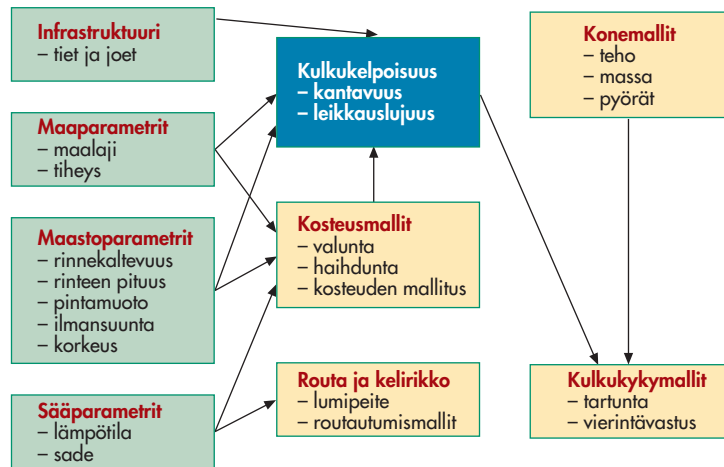 Infrastruktuuri
– tiet ja joet
Maaparametrit
– maalaji
– tiheys
Maastoparametrit
– rinnekaltevuus
– rinteen pituus
– pintamuoto
– ilmansuunta
– korkeus
Sääparametrit
– lämpötila
– sade
Kulkukelpoisuus
– kantavuus
– leikkauslujuus
Kosteusmallit
– valunta
– haihdunta
– kosteuden mallitus
Routa ja kelirikko
– lumipeite
– routautumismallit
Konemallit
– teho
– massa
– pyörät
Kulkukykymallit
– tartunta
– vierintävastus